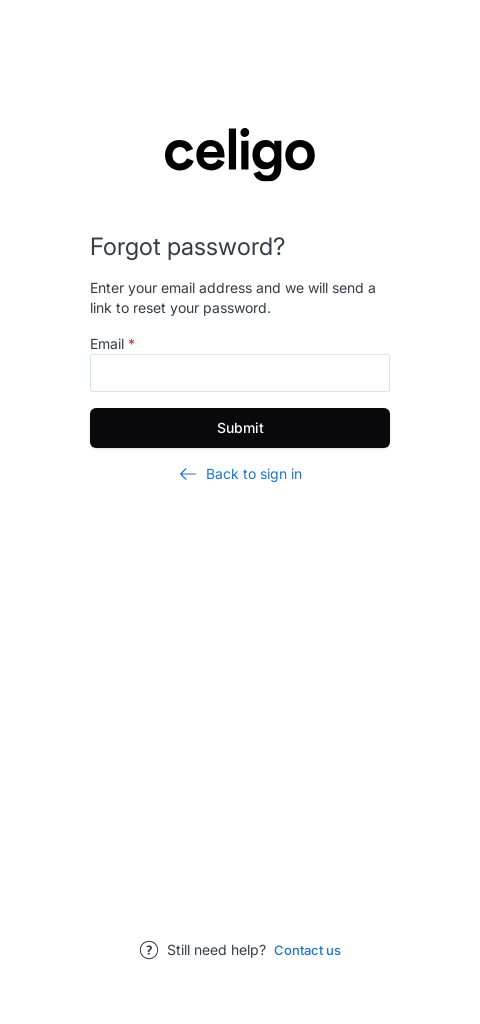 celigo
Forgot password?
Enter your email address and we will send a
link to reset your password.
Email *
Submit
Back to sign in
? Still need help? Contact us